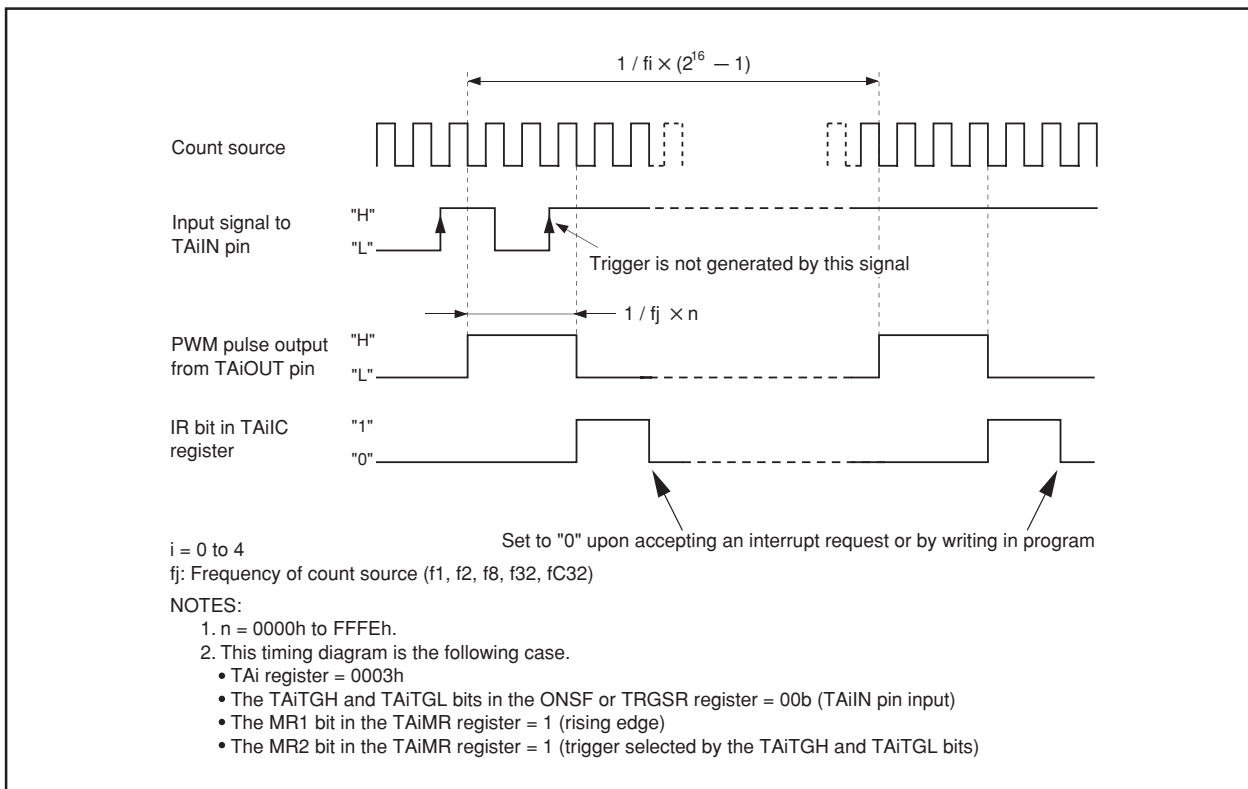 1 / fi × (2^16 — 1)
Count source
Input signal to
TAiIN pin
"H"
"L"
Trigger is not generated by this signal
1 / fj × n
PWM pulse output
from TAiOUT pin
"H"
"L"
IR bit in TAiIC
register
"1"
"0"
Set to "0" upon accepting an interrupt request or by writing in program
i = 0 to 4
fj: Frequency of count source (f1, f2, f8, f32, fC32)
NOTES:
1. n = 0000h to FFFEh.
2. This timing diagram is the following case.
• TAi register = 0003h
• The TAiTGH and TAiTGL bits in the ONSF or TRGSR register = 00b (TAiIN pin input)
• The MR1 bit in the TAiMR register = 1 (rising edge)
• The MR2 bit in the TAiMR register = 1 (trigger selected by the TAiTGH and TAiTGL bits)